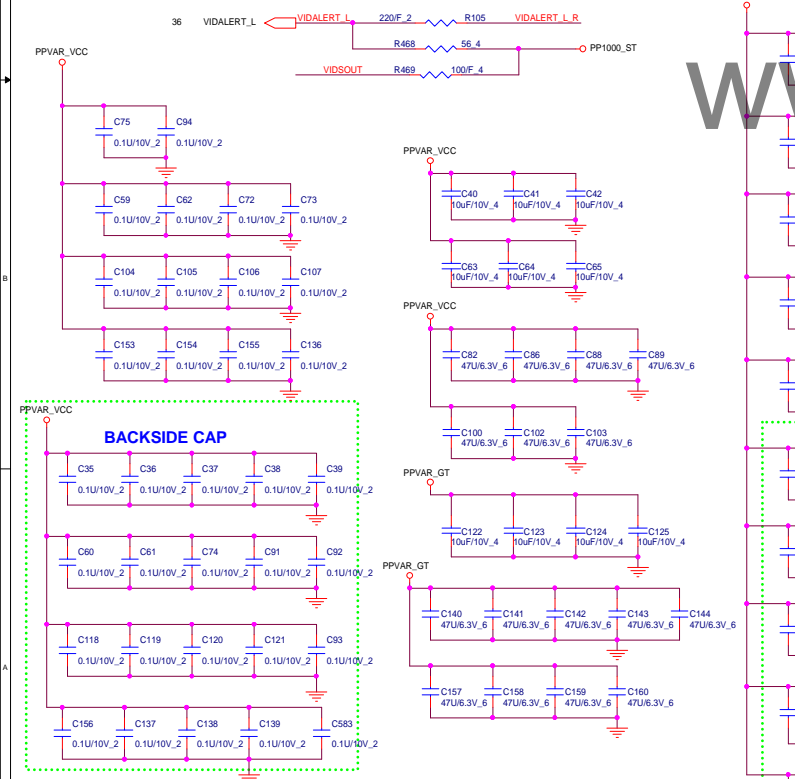 36 VIDALERT_L VIDALERT_L 220/F_2 R105 VIDALERT_L_R
R468 56_4 PP1000_ST
VIDSOUT R469 100/F_4
PPVAR_VCC
C75 C94
0.1U/10V_2 0.1U/10V_2
C59 C62 C72 C73
0.1U/10V_2 0.1U/10V_2 0.1U/10V_2 0.1U/10V_2
B
C104 C105 C106 C107
0.1U/10V_2 0.1U/10V_2 0.1U/10V_2 0.1U/10V_2
C153 C154 C155 C136
0.1U/10V_2 0.1U/10V_2 0.1U/10V_2 0.1U/10V_2
PPVAR_VCC
BACKSIDE CAP
C35 C36 C37 C38 C39
0.1U/10V_2 0.1U/10V_2 0.1U/10V_2 0.1U/10V_2 0.1U/10V_2
C60 C61 C74 C91 C92
0.1U/10V_2 0.1U/10V_2 0.1U/10V_2 0.1U/10V_2 0.1U/10V_2
C118 C119 C120 C121 C93
0.1U/10V_2 0.1U/10V_2 0.1U/10V_2 0.1U/10V_2 0.1U/10V_2
A
C156 C137 C138 C139 C583
0.1U/10V_2 0.1U/10V_2 0.1U/10V_2 0.1U/10V_2 0.1U/10V_2
PPVAR_VCC
C40 C41 C42
10uF/10V_4 10uF/10V_4 10uF/10V_4
C63 C64 C65
10uF/10V_4 10uF/10V_4 10uF/10V_4
PPVAR_VCC
C82 C86 C88 C89
47U/6.3V_6 47U/6.3V_6 47U/6.3V_6 47U/6.3V_6
C100 C102 C103
47U/6.3V_6 47U/6.3V_6 47U/6.3V_6
PPVAR_GT
C122 C123 C124 C125
10uF/10V_4 10uF/10V_4 10uF/10V_4 10uF/10V_4
PPVAR_GT
C140 C141 C142 C143 C144
47U/6.3V_6 47U/6.3V_6 47U/6.3V_6 47U/6.3V_6 47U/6.3V_6
C157 C158 C159 C160
47U/6.3V_6 47U/6.3V_6 47U/6.3V_6 47U/6.3V_6